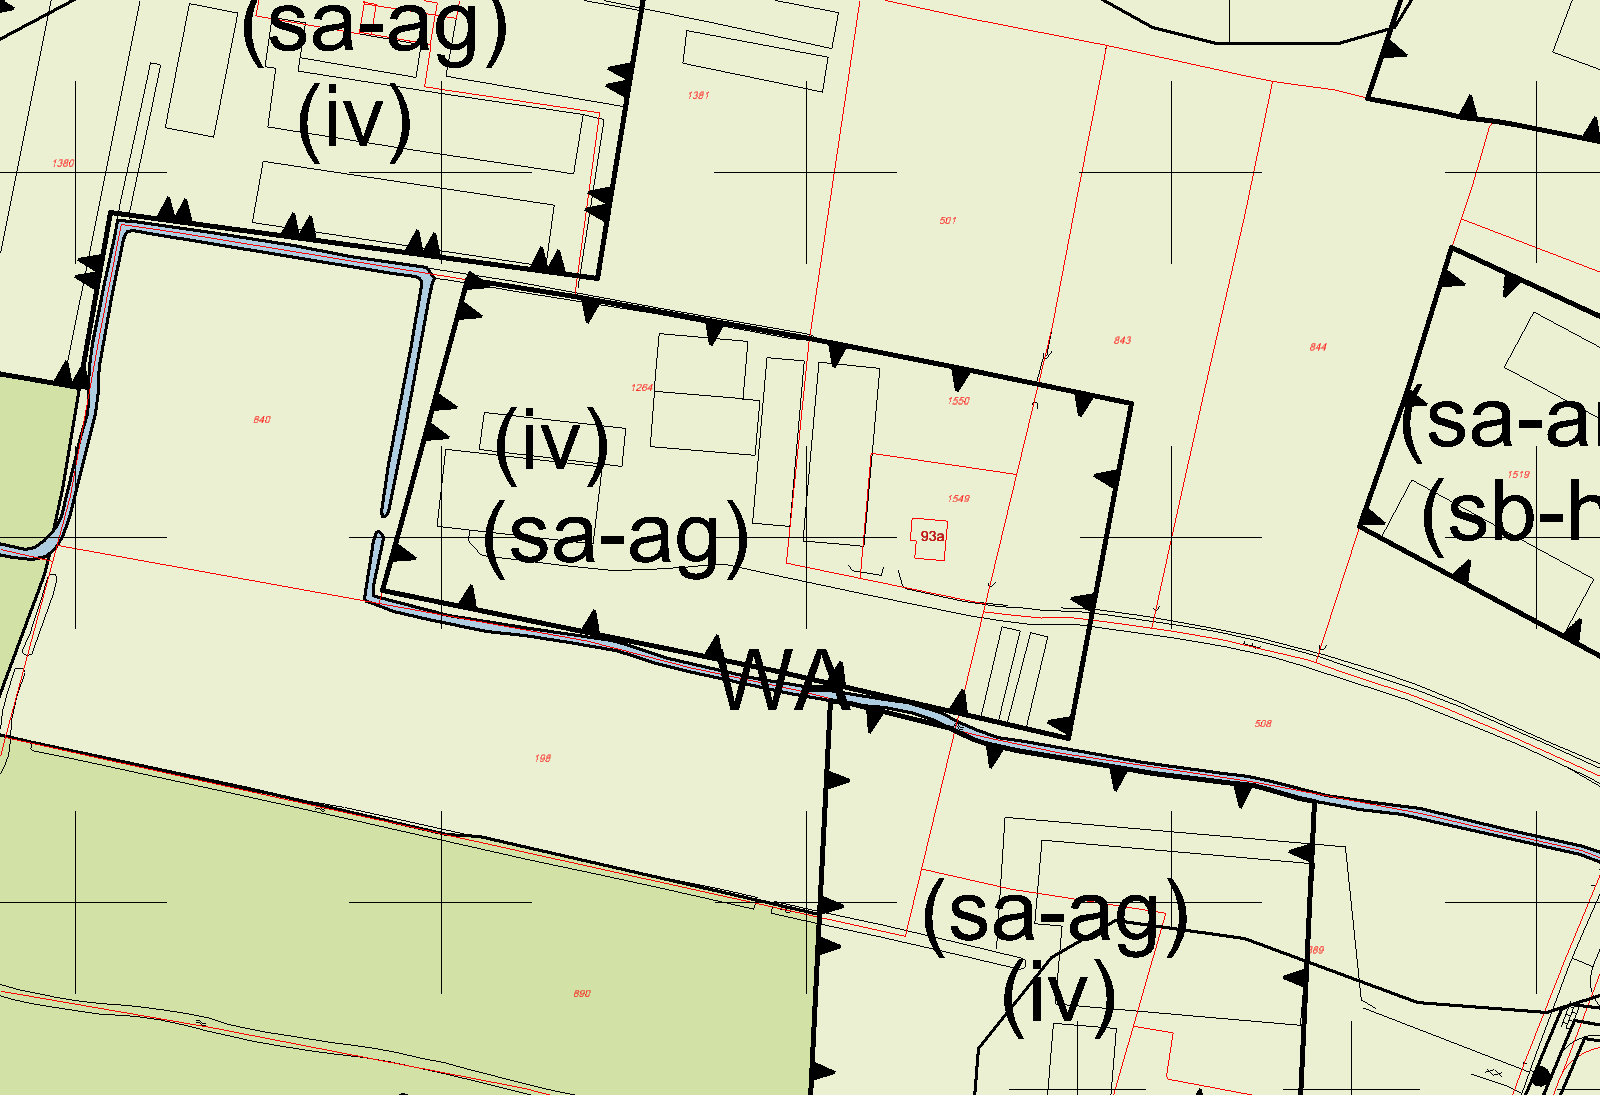 (sa-ag)
(iv)
1381
1380
501
843
844
1264
1550
840
(iv)
(sa-a
1519
1549
(sb-h
93a
(sa-ag)
WA
508
198
(sa-ag)
(iv)
890